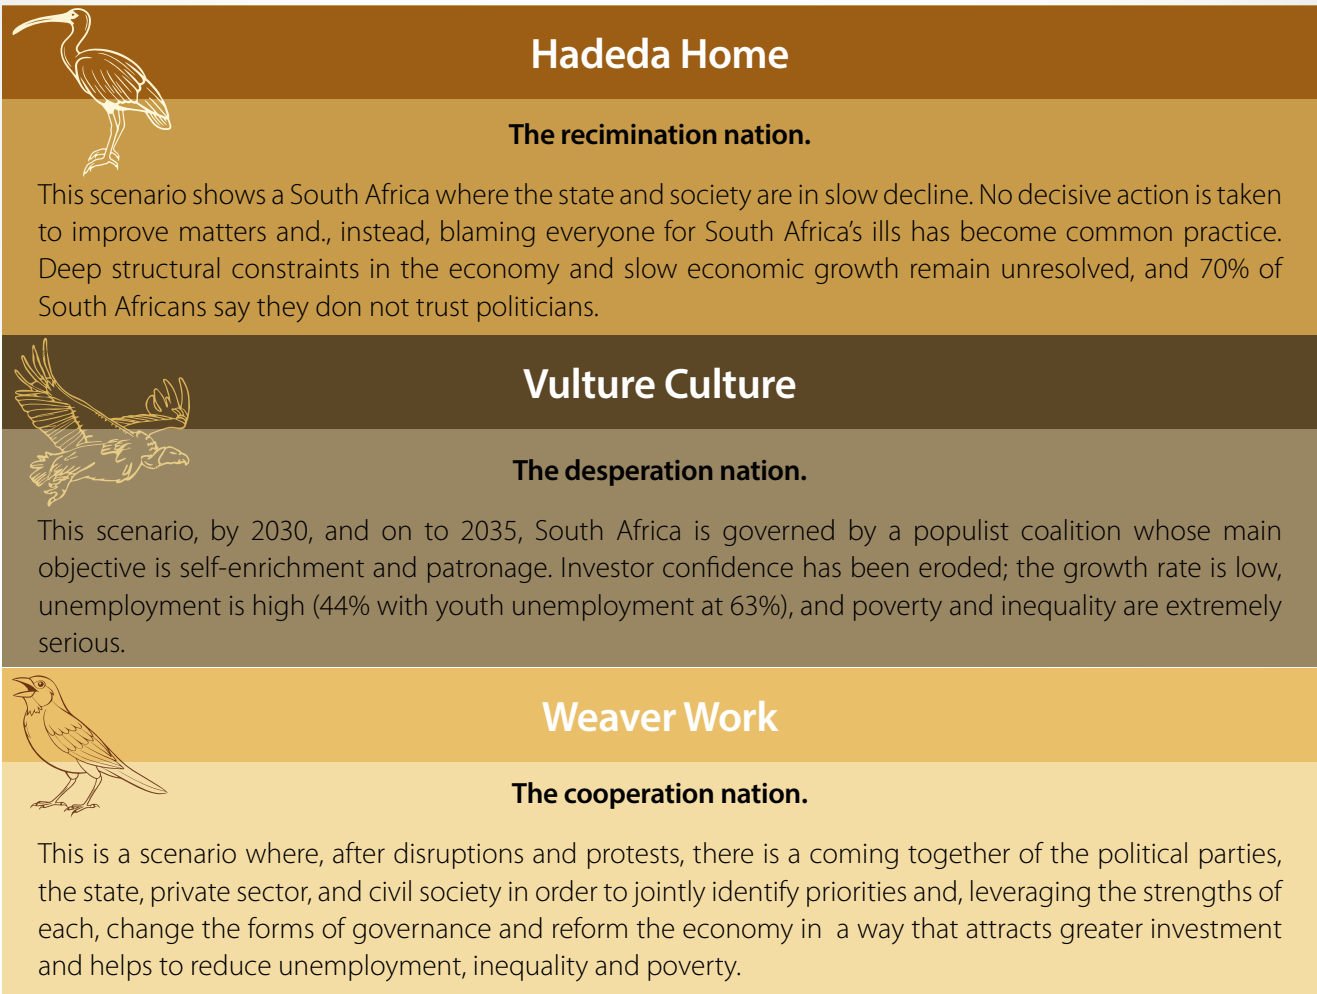 Hadeda Home
The recimination nation.
This scenario shows a South Africa where the state and society are in slow decline. No decisive action is taken
to improve matters and., instead, blaming everyone for South Africa’s ills has become common practice.
Deep structural constraints in the economy and slow economic growth remain unresolved, and 70% of
South Africans say they don not trust politicians.
Vulture Culture
The desperation nation.
This scenario, by 2030, and on to 2035, South Africa is governed by a populist coalition whose main
objective is self-enrichment and patronage. Investor confidence has been eroded; the growth rate is low,
unemployment is high (44% with youth unemployment at 63%), and poverty and inequality are extremely
serious.
Weaver Work
The cooperation nation.
This is a scenario where, after disruptions and protests, there is a coming together of the political parties,
the state, private sector, and civil society in order to jointly identify priorities and, leveraging the strengths of
each, change the forms of governance and reform the economy in  a way that attracts greater investment
and helps to reduce unemployment, inequality and poverty.